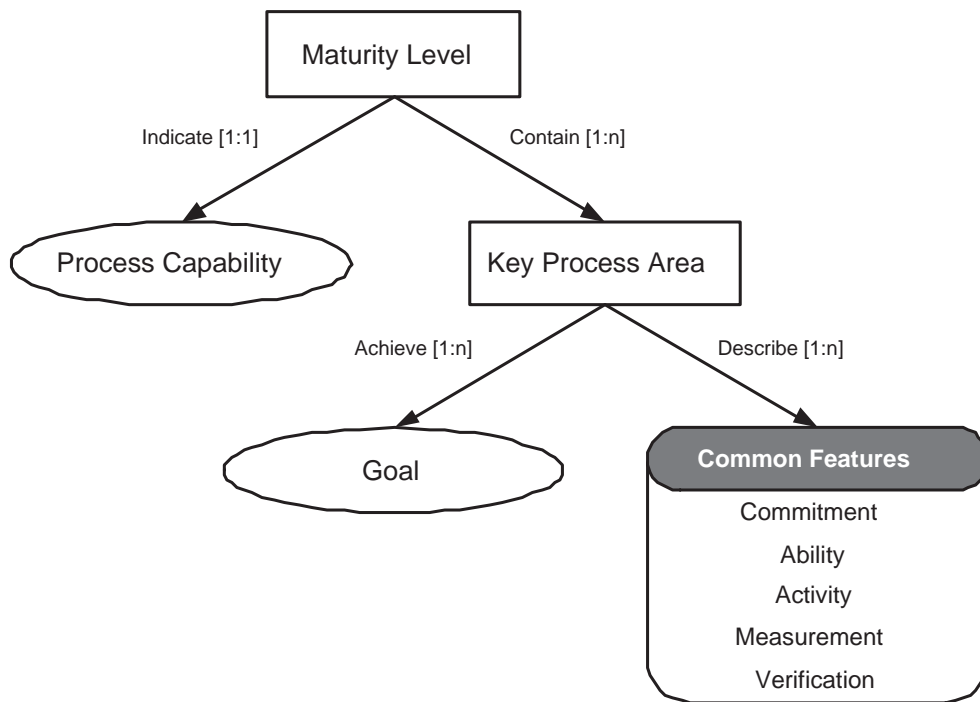 Maturity Level
Indicate [1:1]
Contain [1:n]
Process Capability
Key Process Area
Achieve [1:n]
Describe [1:n]
Goal
Common Features
Commitment
Ability
Activity
Measurement
Verification